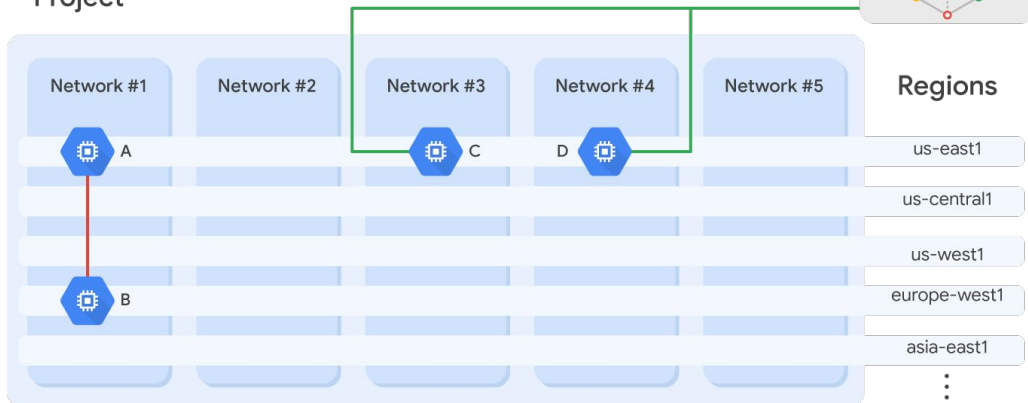 Project
Network #1
Network #2
Network #3
Network #4
Network #5
Regions
A
C
D
us-east1
us-central1
us-west1
B
europe-west1
asia-east1